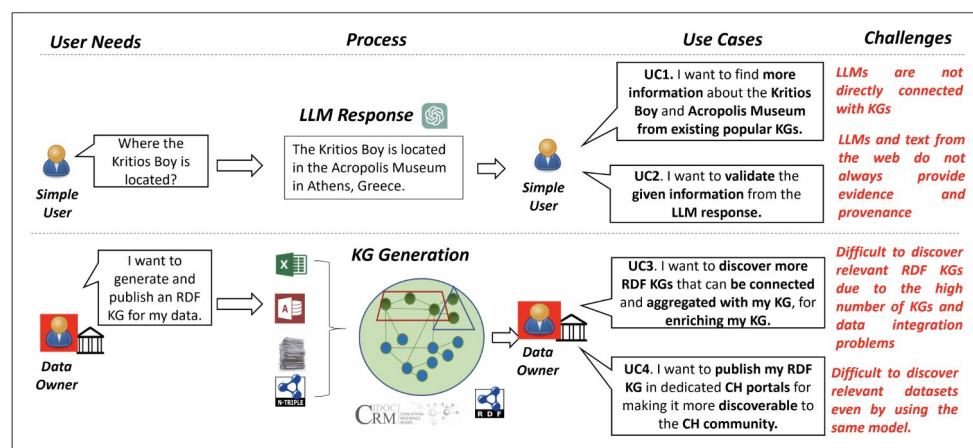 User Needs
Process
Use Cases
Challenges
Where the
Kritios Boy is
located?
Simple
User
LLM Response
The Kritios Boy is located
in the Acropolis Museum
in Athens, Greece.
Simple
User
UC1. I want to find more
information about the Kritios
Boy and Acropolis Museum
from existing popular KGs.
UC2. I want to validate the
given information from the
LLM response.
LLMs are not
directly connected
with KGs
LLMs and text from
the web do not
always provide
evidence and
provenance
I want to
generate and
publish an RDF
KG for my data.
Data
Owner
KG Generation
X
A
N-TRIPLE
CIDOC
CRM
CONCEPTUAL
REFERENCE
MODEL
RDF
Data
Owner
UC3. I want to discover more
RDF KGs that can be connected
and aggregated with my KG, for
enriching my KG.
UC4. I want to publish my RDF
KG in dedicated CH portals for
making it more discoverable to
the CH community.
Difficult to discover
relevant RDF KGs
due to the high
number of KGs and
data integration
problems
Difficult to discover
relevant datasets
even by using the
same model.